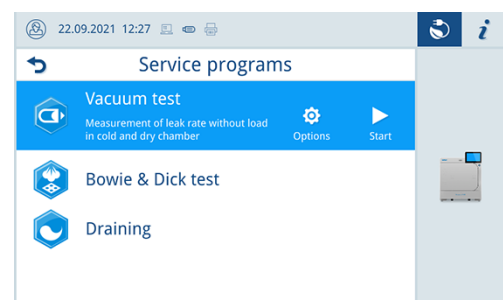 22.09.2021 12:27
i
Service programs
Vacuum test
Measurement of leak rate without load
in cold and dry chamber
Options
Start
Bowie & Dick test
Draining